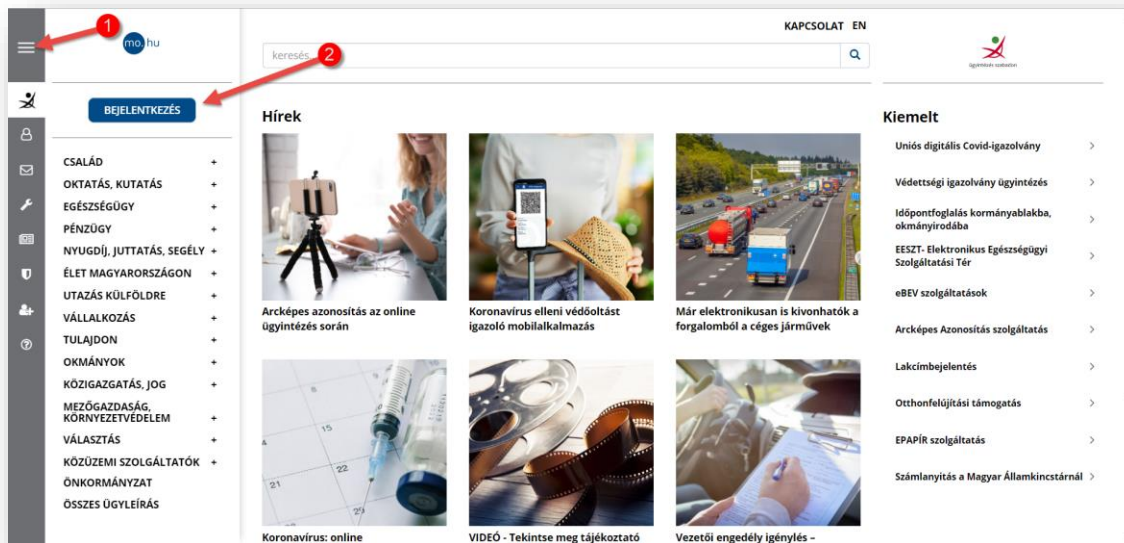 1
mo.hu
KAPCSOLAT EN
keresés
2
ügyintézés szabadon
BEJELENTKEZÉS
CSALÁD +
OKTATÁS, KUTATÁS +
EGÉSZSÉGÜGY +
PÉNZÜGY +
NYUGDÍJ, JUTTATÁS, SEGÉLY +
ÉLET MAGYARORSZÁGON +
UTAZÁS KÜLFÖLDRE +
VÁLLALKOZÁS +
TULAJDON +
OKMÁNYOK +
KÖZIGAZGATÁS, JOG +
MEZŐGAZDASÁG,
KÖRNYEZETVÉDELEM +
VÁLASZTÁS +
KÖZÜZEMI SZOLGÁLTATÓK +
ÖNKORMÁNYZAT
ÖSSZES ÜGYLEÍRÁS
Hírek
Arcképes azonosítás az online
ügyintézés során
Koronavírus elleni védőoltást
igazoló mobilalkalmazás
Már elektronikusan is kivonhatók a
forgalomból a céges járművek
8
15
22
21
29
Koronavírus: online
VIDEÓ - Tekintse meg tájékoztató
Vezetői engedély igénylés –
Kiemelt
Uniós digitális Covid-igazolvány
Védettségi igazolvány ügyintézés
Időpontfoglalás kormányablakba,
okmányirodába
EESZT- Elektronikus Egészségügyi
Szolgáltatási Tér
eBEV szolgáltatások
Arcképes Azonosítás szolgáltatás
Lakcímbejelentés
Otthonfelújítási támogatás
EPAPÍR szolgáltatás
Számlanyitás a Magyar Államkincstárnál